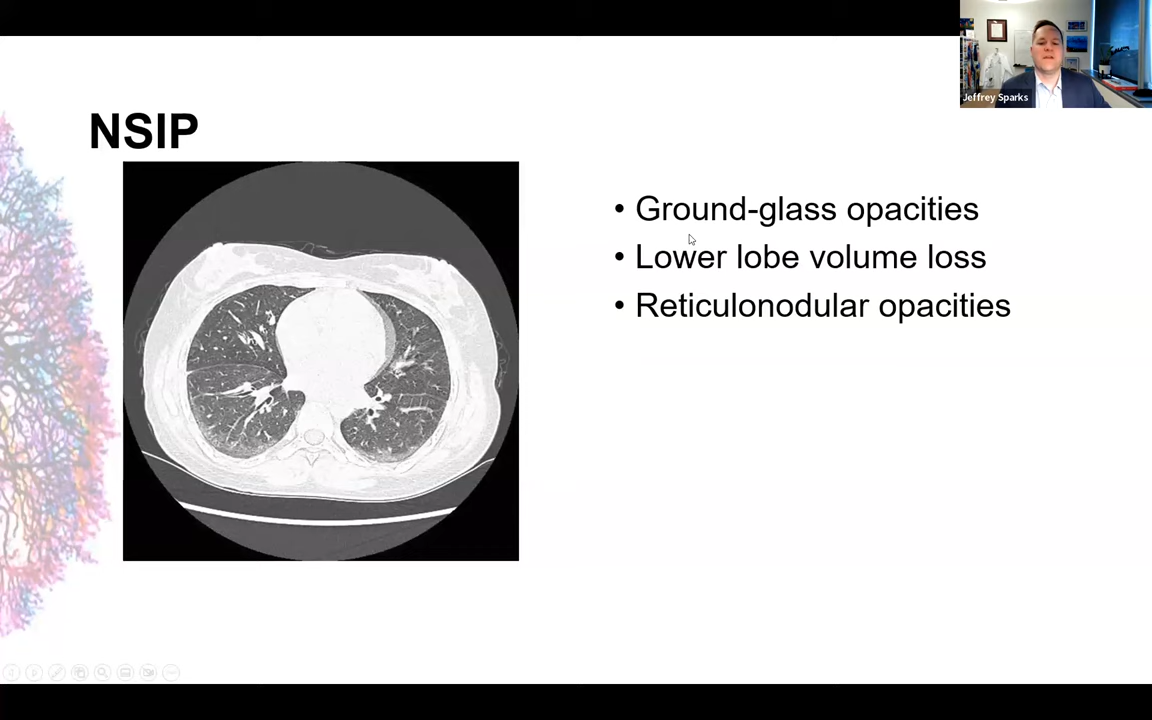 Jeffrey Sparks
NSIP
• Ground-glass opacities
• Lower lobe volume loss
• Reticulonodular opacities